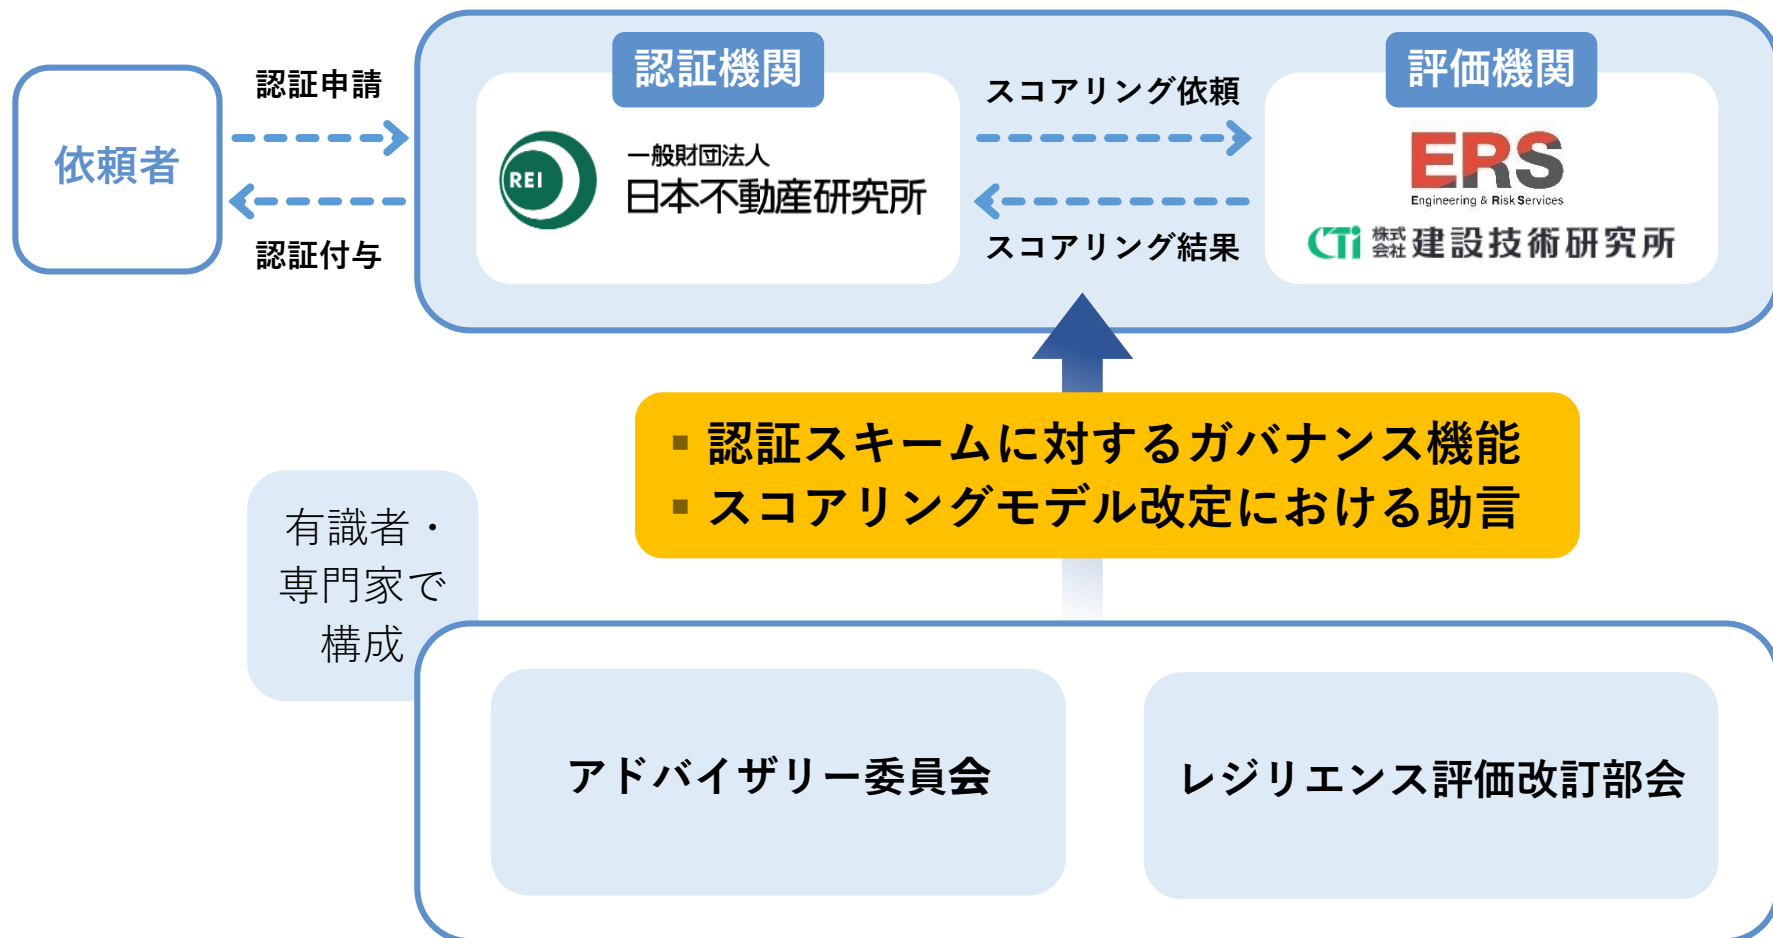 依頼者
認証申請
認証付与
認証機関
REI
一般財団法人
日本不動産研究所
スコアリング依頼
スコアリング結果
評価機関
ERS
Engineering & Risk Services
CTi 株式会社 建設技術研究所
▪ 認証スキームに対するガバナンス機能
▪ スコアリングモデル改定における助言
有識者・
専門家で
構成
アドバイザリー委員会
レジリエンス評価改訂部会